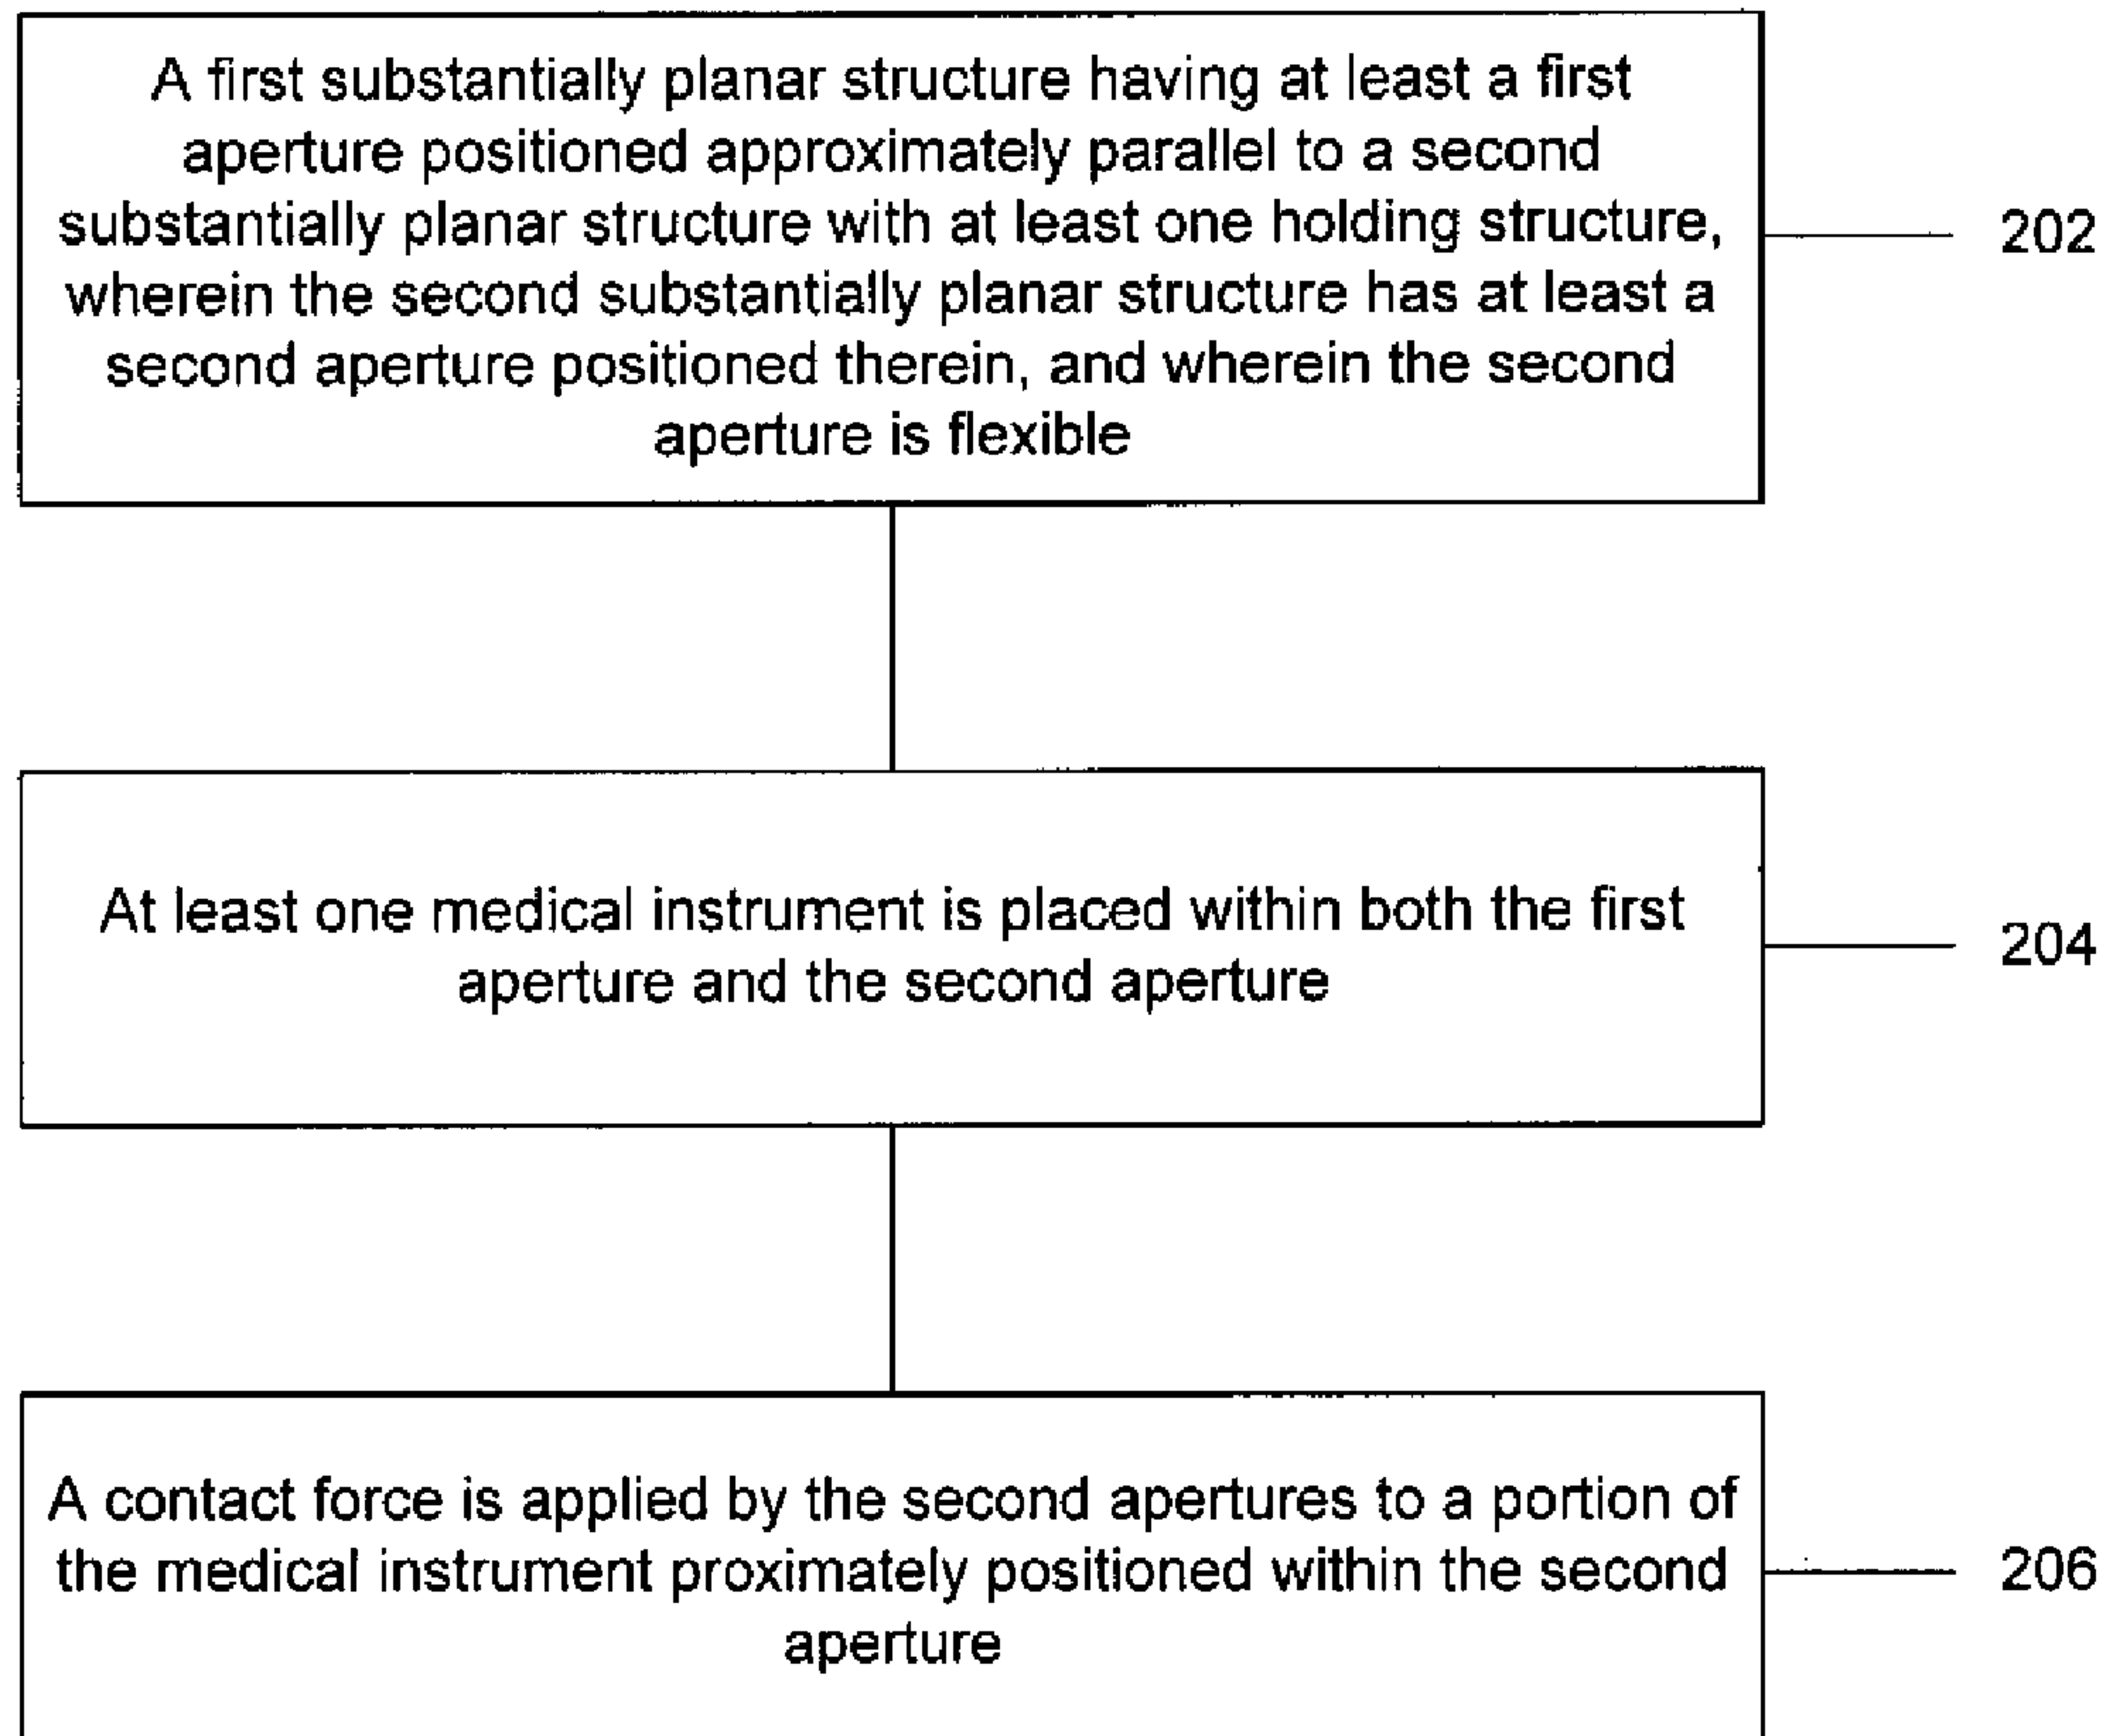 A first substantially planar structure having at least a first
aperture positioned approximately parallel to a second
substantially planar structure with at least one holding structure,
wherein the second substantially planar structure has at least a
second aperture positioned therein, and wherein the second
aperture is flexible
202
At least one medical instrument is placed within both the first
aperture and the second aperture
204
A contact force is applied by the second apertures to a portion of
the medical instrument proximately positioned within the second
aperture
206